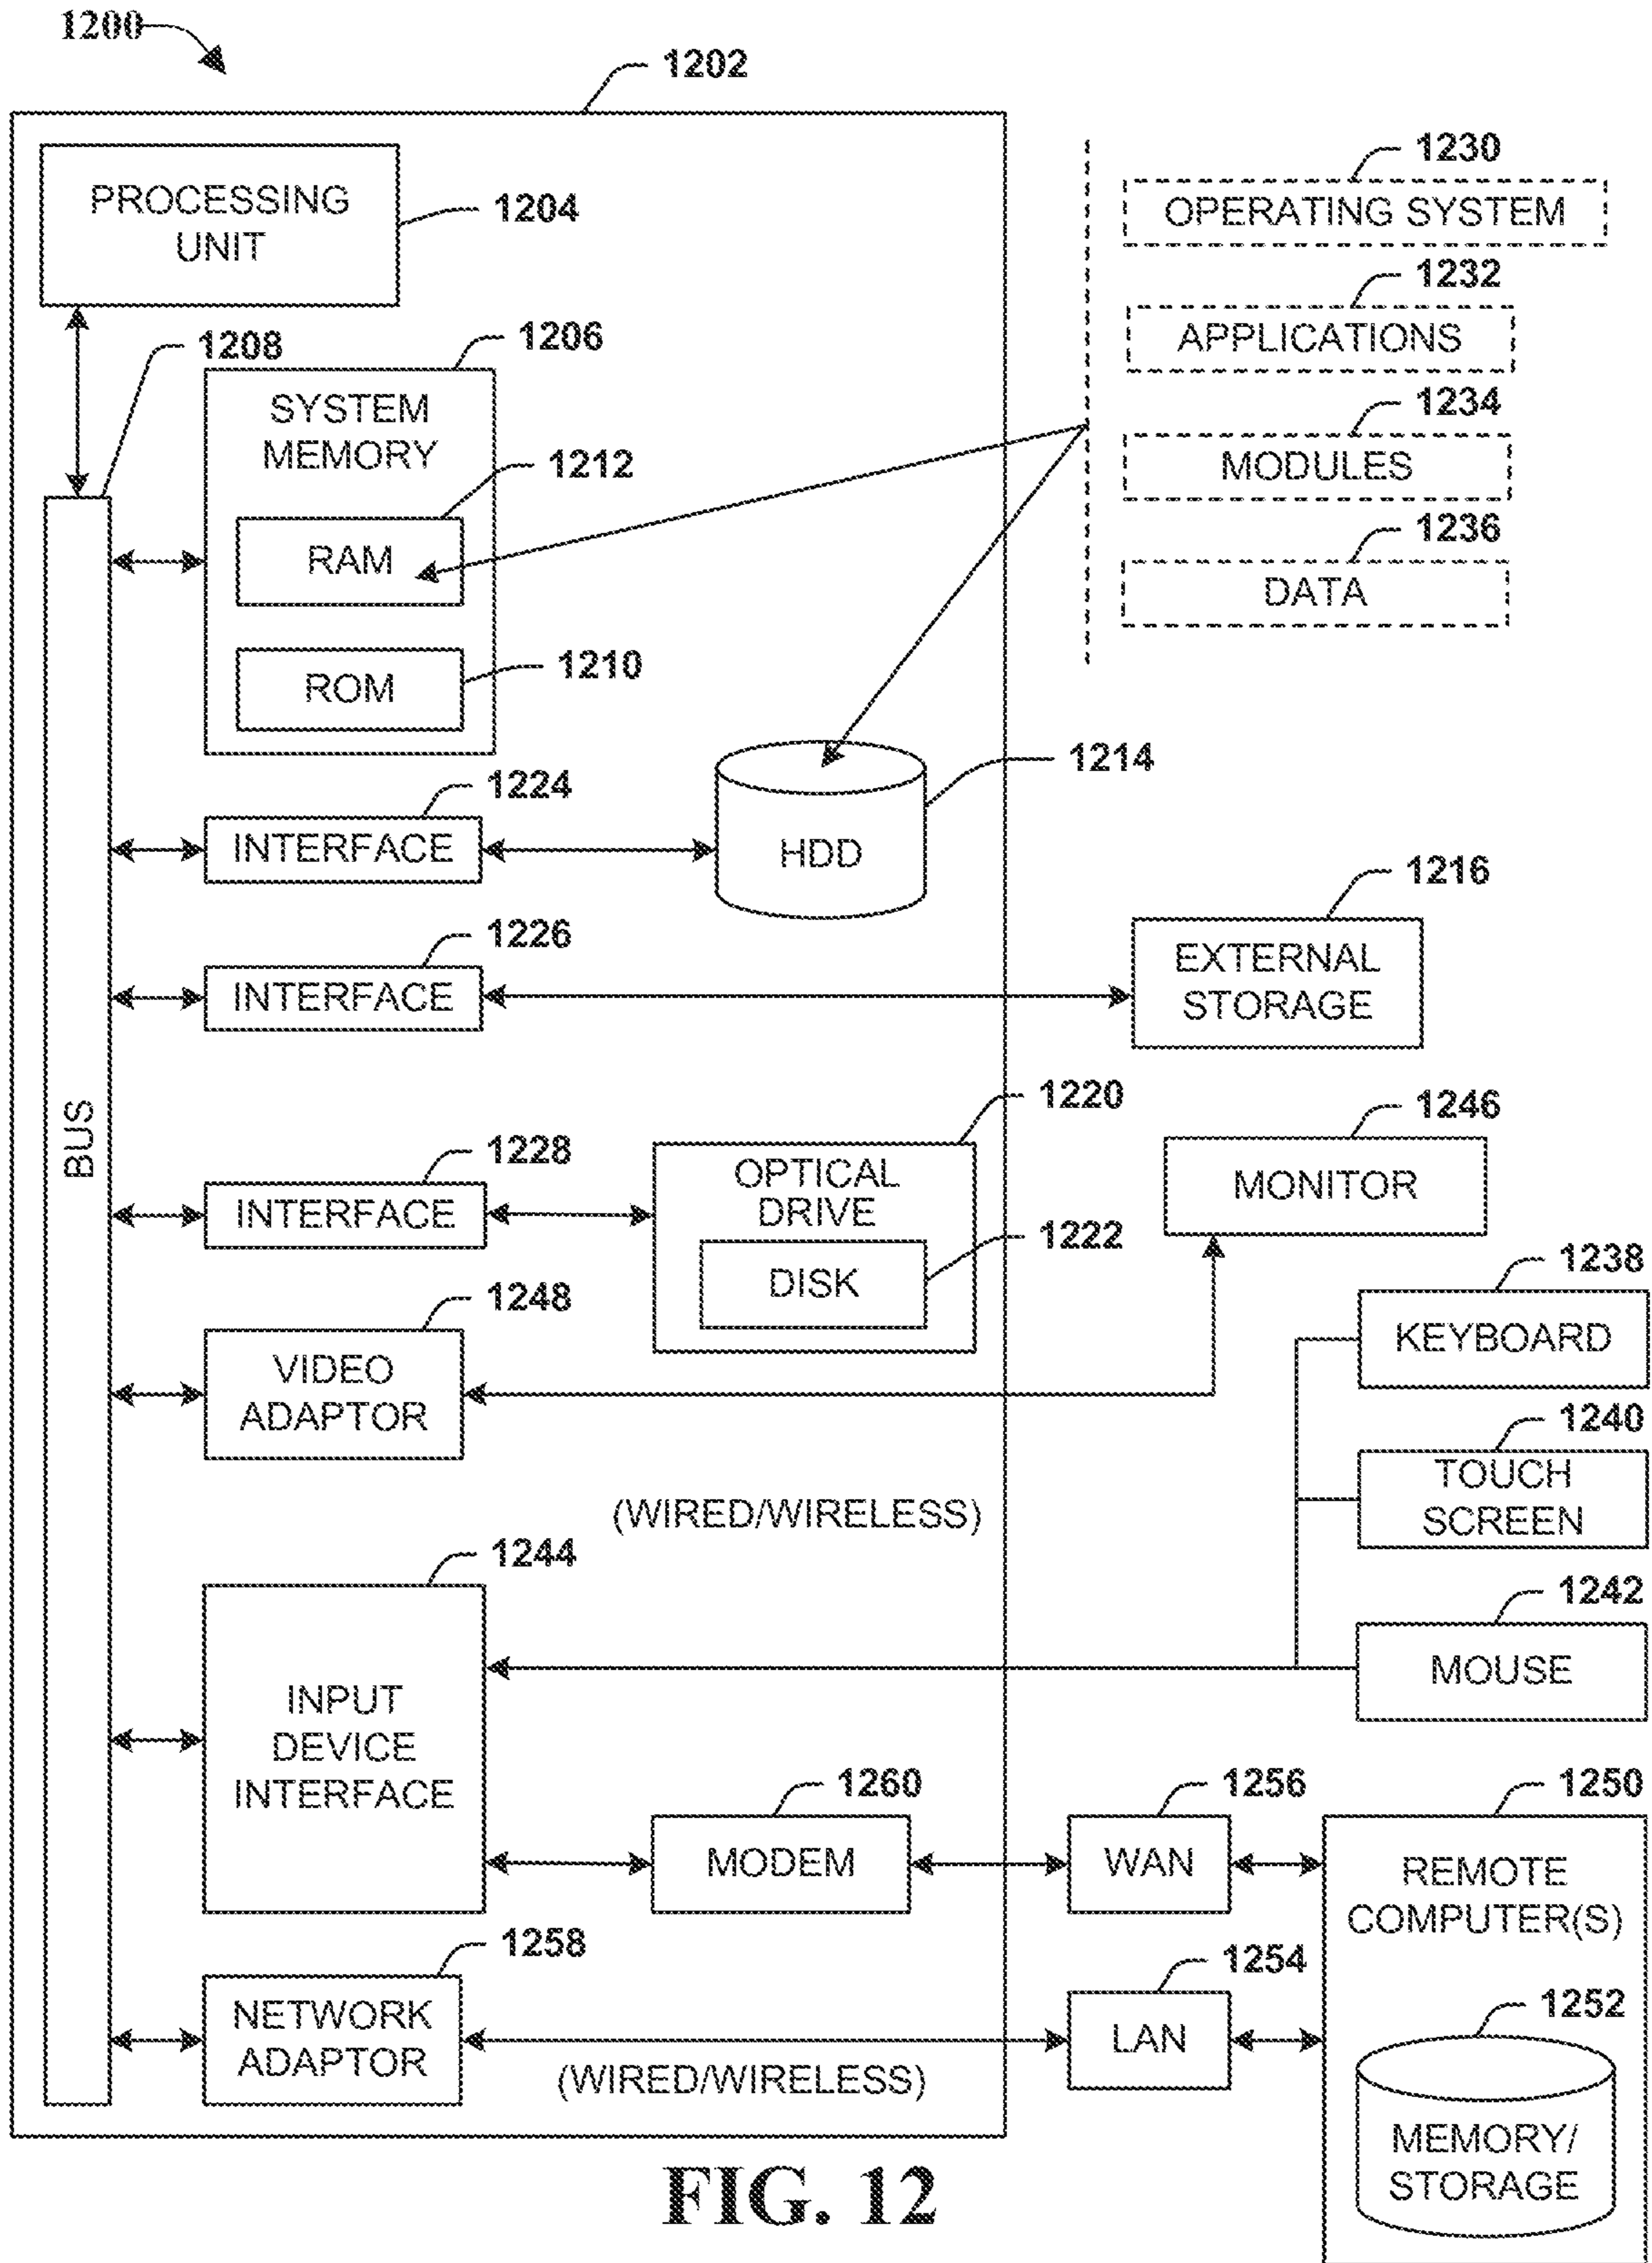 1200
1202
PROCESSING
UNIT
1204
1230
OPERATING SYSTEM
1232
APPLICATIONS
1234
MODULES
1236
DATA
1208
1206
SYSTEM
MEMORY
1212
RAM
1210
ROM
1214
HDD
1224
INTERFACE
1216
EXTERNAL
STORAGE
1226
INTERFACE
BUS
1220
OPTICAL
DRIVE
1222
DISK
1228
INTERFACE
1246
MONITOR
1248
VIDEO
ADAPTOR
1238
KEYBOARD
1240
TOUCH
SCREEN
1242
MOUSE
(WIRED/WIRELESS)
1244
INPUT
DEVICE
INTERFACE
1260
MODEM
1256
WAN
1250
REMOTE
COMPUTER(S)
1258
NETWORK
ADAPTOR
(WIRED/WIRELESS)
1254
LAN
1252
MEMORY/
STORAGE
FIG. 12